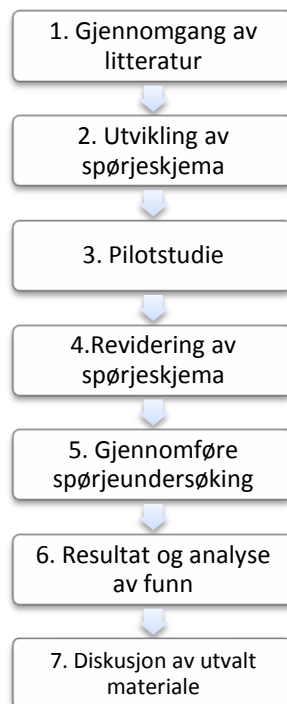 1. Gjennomgang av
litteratur
2. Utvikling av
spørjeskjema
3. Pilotstudie
4.Revidering av
spørjeskjema
5. Gjennomføre
spørjeundersøking
6. Resultat og analyse
av funn
7. Diskusjon av utvalt
materiale